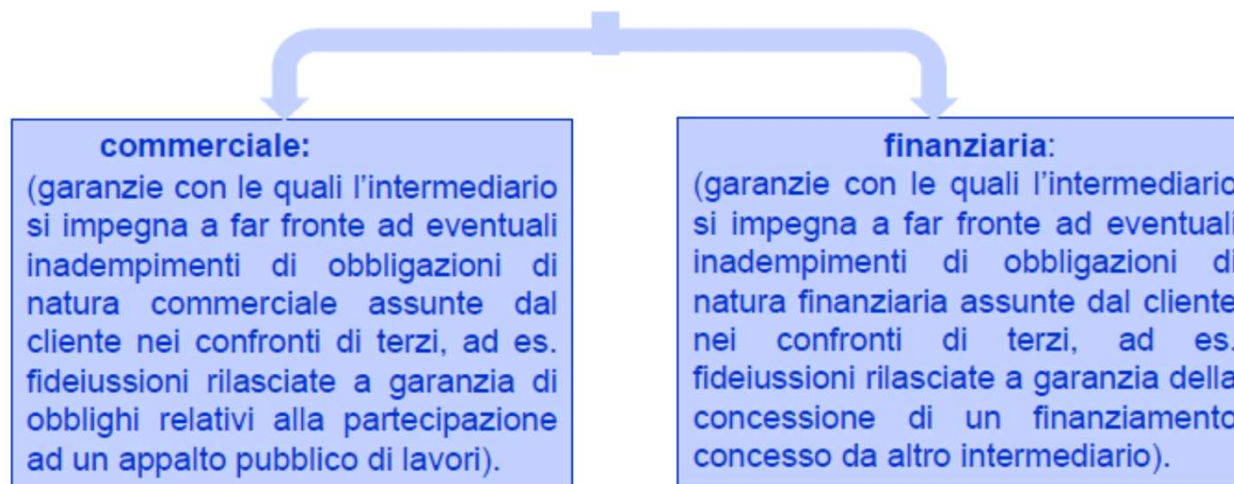 commerciale:
(garanzie con le quali l'intermediario
si impegna a far fronte ad eventuali
inadempimenti di obbligazioni di
natura commerciale assunte dal
cliente nei confronti di terzi, ad es.
fideiussioni rilasciate a garanzia di
obblighi relativi alla partecipazione
ad un appalto pubblico di lavori).
finanziaria:
(garanzie con le quali l'intermediario
si impegna a far fronte ad eventuali
inadempimenti di obbligazioni di
natura finanziaria assunte dal cliente
nei confronti di terzi, ad es.
fideiussioni rilasciate a garanzia della
concessione di un finanziamento
concesso da altro intermediario).